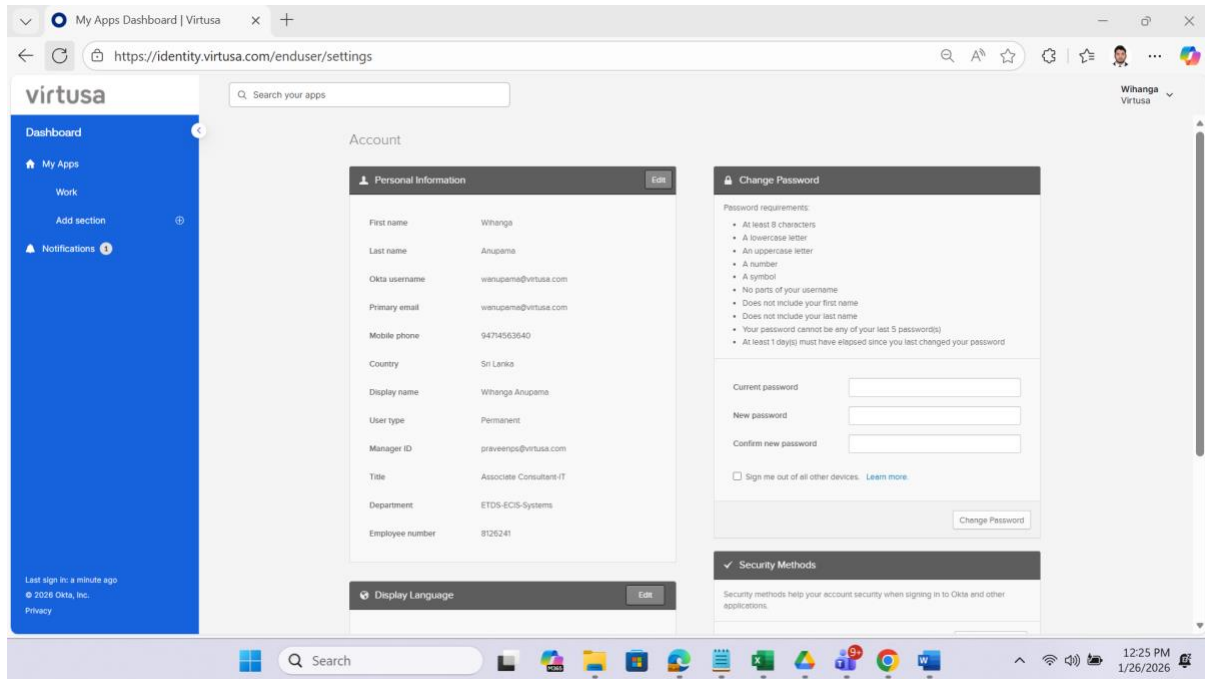 My Apps Dashboard | Virtusa
https://identity.virtusa.com/enduser/settings
virtusa
Search your apps
Wihanga
Virtusa
Dashboard
My Apps
Work
Add section
Notifications 1
Last sign in: a minute ago
© 2026 Okta, Inc.
Privacy
Account
Personal Information Edit
First name Wihanga
Last name Anupama
Okta username wanupama@virtusa.com
Primary email wanupama@virtusa.com
Mobile phone 94714563640
Country Sri Lanka
Display name Wihanga Anupama
User type Permanent
Manager ID praveenps@virtusa.com
Title Associate Consultant-IT
Department ETDS-ECIS-Systems
Employee number 8126241
Display Language Edit
Change Password
Password requirements:
• At least 8 characters
• A lowercase letter
• An uppercase letter
• A number
• A symbol
• No parts of your username
• Does not include your first name
• Does not include your last name
• Your password cannot be any of your last 5 password(s)
• At least 1 day(s) must have elapsed since you last changed your password
Current password
New password
Confirm new password
Sign me out of all other devices. Learn more.
Change Password
Security Methods
Security methods help your account security when signing in to Okta and other
applications.
Search
M365
9+
12:25 PM
1/26/2026